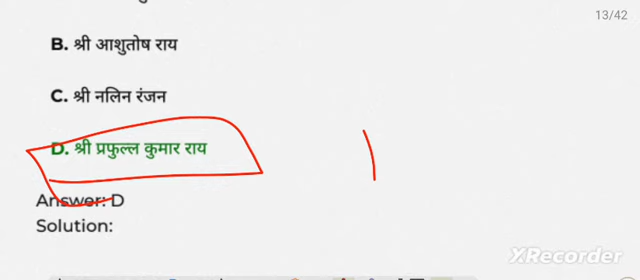 13/42
B. श्री आशुतोष राय
C. श्री नलिन रंजन
D. श्री प्रफुल्ल कुमार राय
Answer: D
Solution:
XRecorder